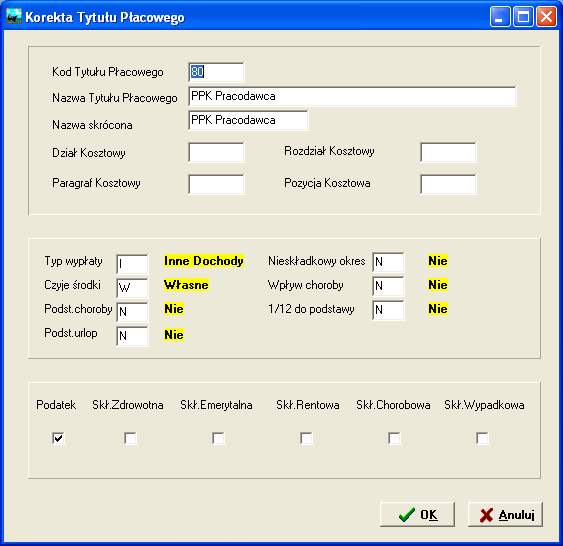 Korekta Tytułu Płacowego
Kod Tytułu Płacowego 80
Nazwa Tytułu Płacowego PPK Pracodawca
Nazwa skrócona PPK Pracodawca
Dział Kosztowy Rozdział Kosztowy
Paragraf Kosztowy Pozycja Kosztowa
Typ wypłaty I Inne Dochody Nieskładkowy okres N Nie
Czyje środki W Własne Wpływ choroby N Nie
Podst.choroby N Nie 1/12 do podstawy N Nie
Podst.urlop N Nie
Podatek Skł.Zdrowotna Skł.Emerytalna Skł.Rentowa Skł.Chorobowa Skł.Wypadkowa
OK Anuluj